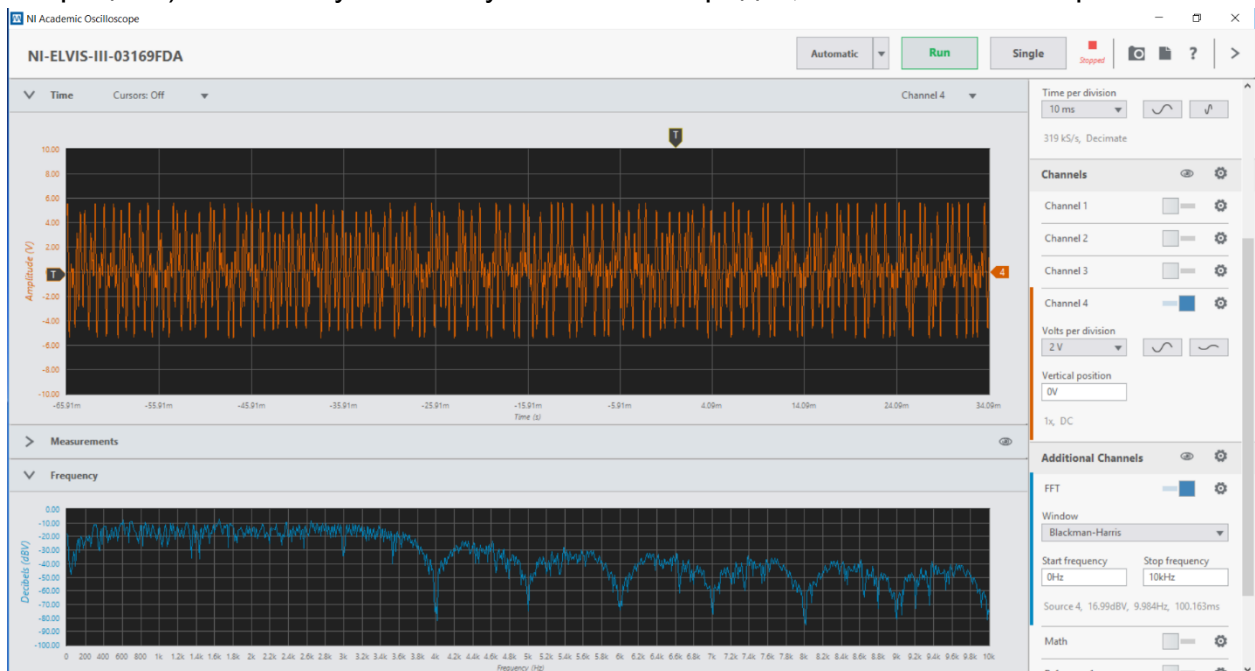 NI Academic Oscilloscope
NI-ELVIS-III-03169FDA
Automatic
Run
Single
Stopped
?
Time
Cursors: Off
Channel 4
T
10.00
8.00
6.00
4.00
2.00
T
-2.00
-4.00
-6.00
-8.00
-10.00
Amplitude (V)
4
-65.91m -55.91m -45.91m -35.91m -25.91m -15.91m -5.91m 4.09m 14.09m 24.09m 34.09m
Time (s)
Measurements
Frequency
0.00
-10.00
-20.00
-30.00
-40.00
-50.00
-60.00
-70.00
-80.00
-90.00
-100.00
Decibels (dBV)
0 200 400 600 800 1k 1.2k 1.4k 1.6k 1.8k 2k 2.2k 2.4k 2.6k 2.8k 3k 3.2k 3.4k 3.6k 3.8k 4k 4.2k 4.4k 4.6k 4.8k 5k 5.2k 5.4k 5.6k 5.8k 6k 6.2k 6.4k 6.6k 6.8k 7k 7.2k 7.4k 7.6k 7.8k 8k 8.2k 8.4k 8.6k 8.8k 9k 9.2k 9.4k 9.6k 9.8k 10k
Frequency (Hz)
Time per division
10 ms
319 kS/s, Decimate
Channels
Channel 1
Channel 2
Channel 3
Channel 4
Volts per division
2 V
Vertical position
0V
1x, DC
Additional Channels
FFT
Window
Blackman-Harris
Start frequency Stop frequency
0Hz 10kHz
Source 4, 16.99dBV, 9.984Hz, 100.163ms
Math